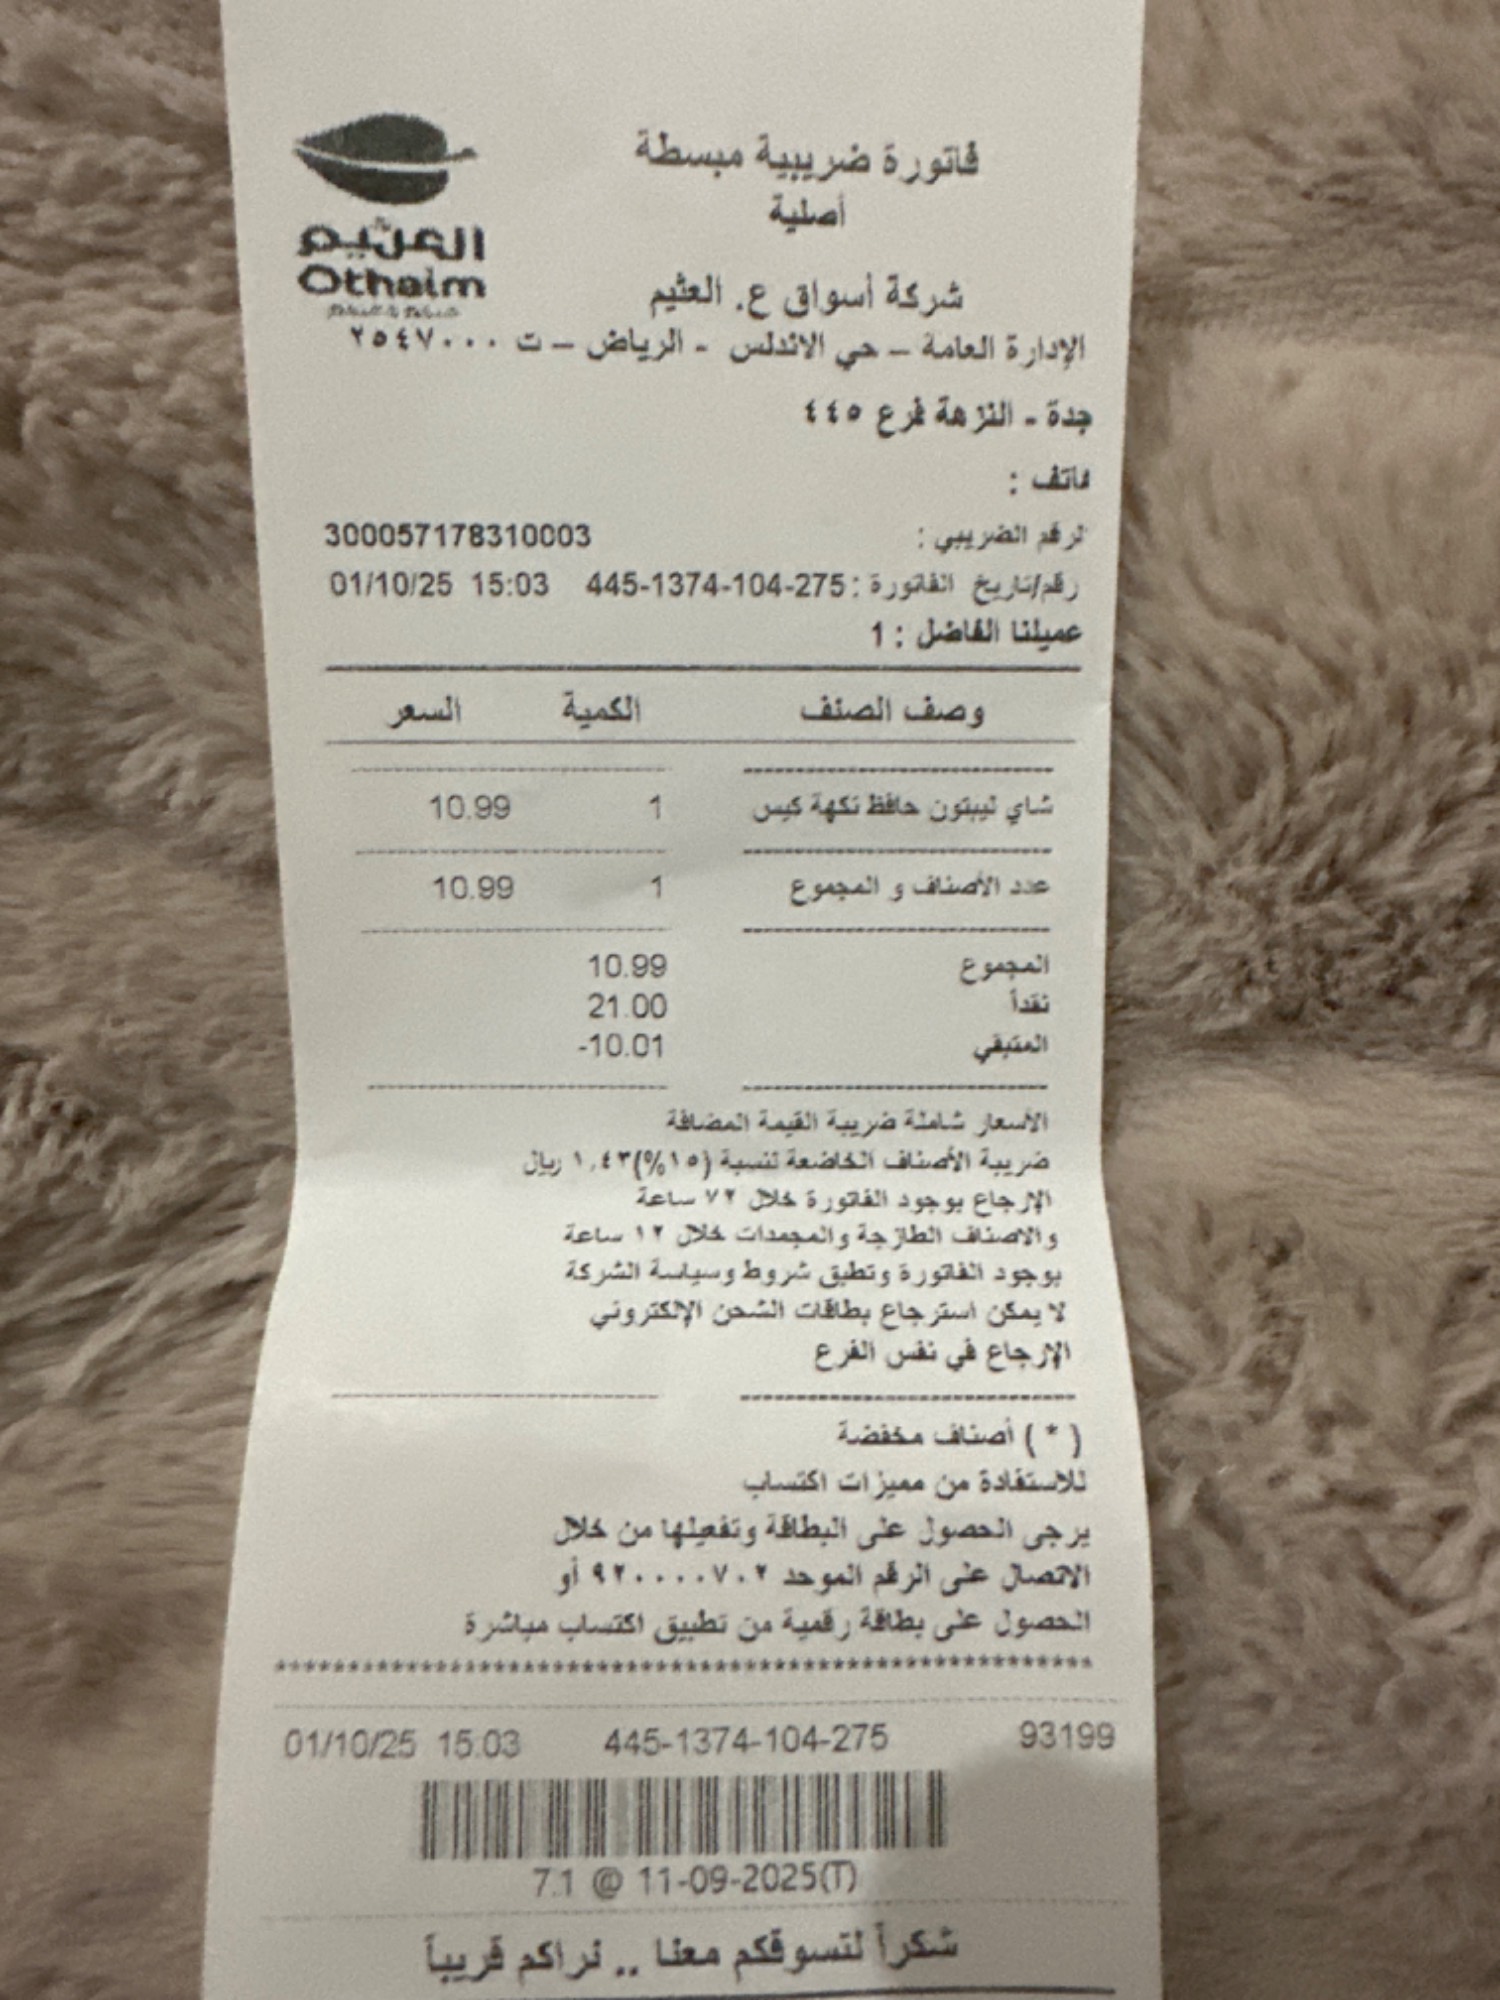 العثيم
Othaim
فاتورة ضريبية مبسطة
أصلية
شركة أسواق ع. العثيم
الإدارة العامة – حي الاندلس - الرياض – ت ٢٥٤٧٠٠٠
جدة - النزهة فرع ٤٤٥
هاتف :
الرقم الضريبي : 300057178310003
رقم/تاريخ الفاتورة : 445-1374-104-275 01/10/25 15:03
عميلنا الفاضل : 1
وصف الصنف الكمية السعر
شاي ليبتون حافظ نكهة كيس 1 10.99
عدد الأصناف و المجموع 1 10.99
المجموع 10.99
نقداً 21.00
المتبقي -10.01
الأسعار شاملة ضريبة القيمة المضافة
ضريبة الأصناف الخاضعة لنسبة (١٥%)١,٤٣ ريال
الإرجاع بوجود الفاتورة خلال ٧٢ ساعة
والاصناف الطازجة والمجمدات خلال ١٢ ساعة
بوجود الفاتورة وتطبق شروط وسياسة الشركة
لا يمكن استرجاع بطاقات الشحن الإلكتروني
الإرجاع في نفس الفرع
( * ) أصناف مخفضة
للاستفادة من مميزات اكتساب
يرجى الحصول على البطاقة وتفعيلها من خلال
الاتصال على الرقم الموحد ٩٢٠٠٠٠٧٠٢ أو
الحصول على بطاقة رقمية من تطبيق اكتساب مباشرة
*******************************************************
93199 445-1374-104-275 01/10/25 15:03
7.1 @ 11-09-2025(T)
شكراً لتسوقكم معنا .. نراكم قريباً